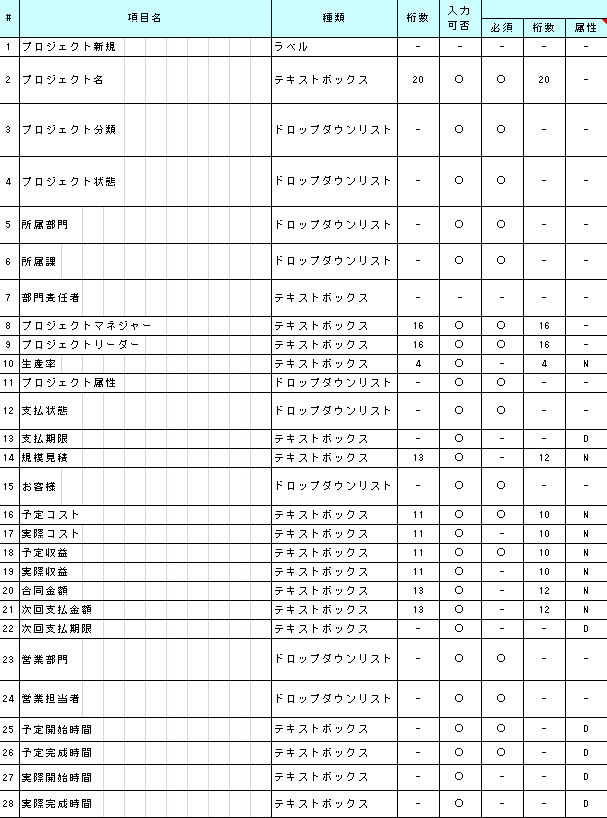 # 項目名 種類 桁数 入力可否 必須 桁数 属性
1 プロジェクト新規 ラベル - - - - -
2 プロジェクト名 テキストボックス 20 ○ ○ 20 -
3 プロジェクト分類 ドロップダウンリスト - ○ ○ - -
4 プロジェクト状態 ドロップダウンリスト - ○ ○ - -
5 所属部門 ドロップダウンリスト - ○ ○ - -
6 所属課 ドロップダウンリスト - ○ ○ - -
7 部門責任者 テキストボックス - - - - -
8 プロジェクトマネジャー テキストボックス 16 ○ ○ 16 -
9 プロジェクトリーダー テキストボックス 16 ○ ○ 16 -
10 生産率 テキストボックス 4 ○ - 4 N
11 プロジェクト属性 ドロップダウンリスト - ○ ○ - -
12 支払状態 ドロップダウンリスト - ○ ○ - -
13 支払期限 テキストボックス - ○ - - D
14 規模見積 テキストボックス 13 ○ - 12 N
15 お客様 ドロップダウンリスト - ○ ○ - -
16 予定コスト テキストボックス 11 ○ ○ 10 N
17 実際コスト テキストボックス 11 ○ - 10 N
18 予定収益 テキストボックス 11 ○ ○ 10 N
19 実際収益 テキストボックス 11 ○ - 10 N
20 合同金額 テキストボックス 13 ○ - 12 N
21 次回支払金額 テキストボックス 13 ○ - 12 N
22 次回支払期限 テキストボックス - ○ - - D
23 営業部門 ドロップダウンリスト - ○ ○ - -
24 営業担当者 ドロップダウンリスト - ○ ○ - -
25 予定開始時間 テキストボックス - ○ ○ - D
26 予定完成時間 テキストボックス - ○ ○ - D
27 実際開始時間 テキストボックス - ○ - - D
28 実際完成時間 テキストボックス - ○ - - D